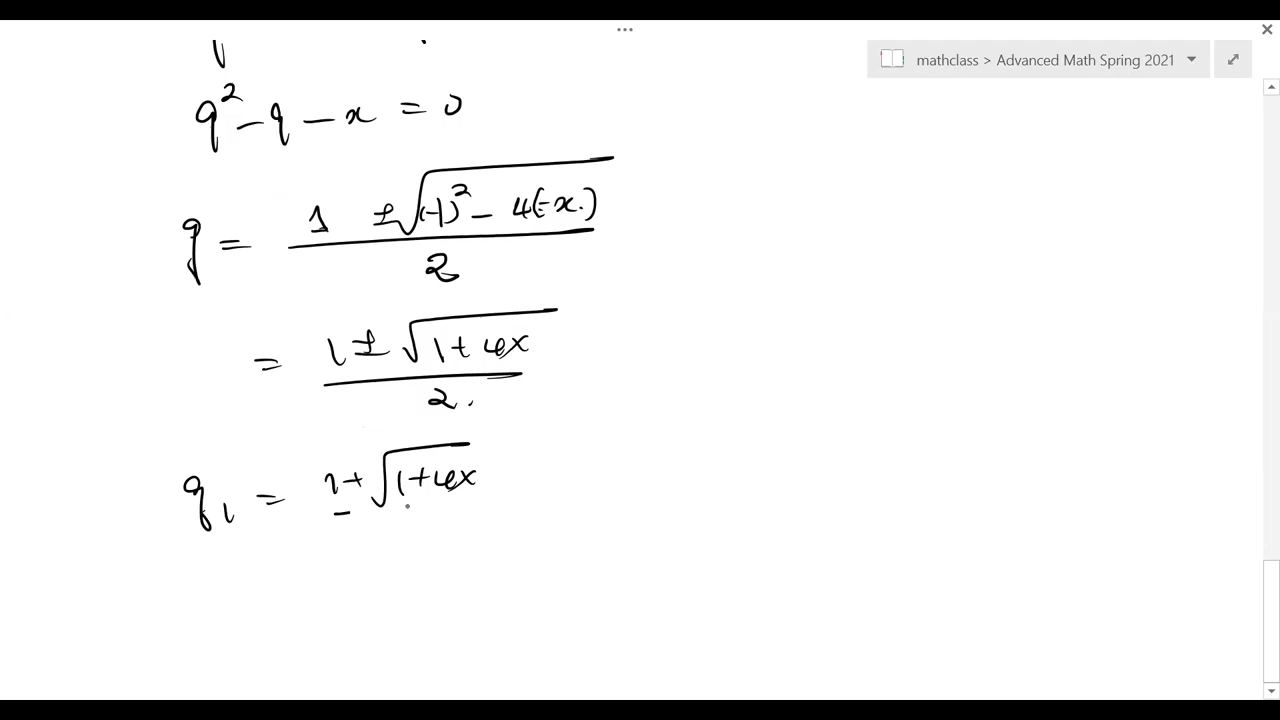 mathclass > Advanced Math Spring 2021
q² - q - x = 0
q = (1 ± √((-1)² - 4(-x.))) / 2
= (1 ± √(1 + 4x)) / 2.
q₁ = 1 + √(1 + 4x)